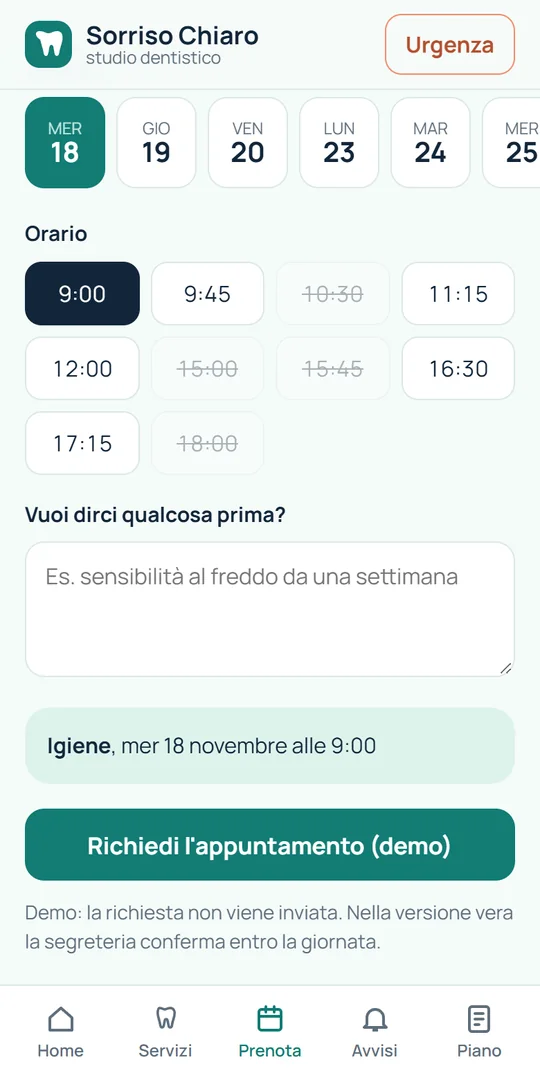 Sorriso Chiaro
studio dentistico
Urgenza
MER GIO VEN LUN MAR MER
18 19 20 23 24 25
Orario
9:00 9:45 10:30 11:15
12:00 15:00 15:45 16:30
17:15 18:00
Vuoi dirci qualcosa prima?
Es. sensibilità al freddo da una settimana
Igiene, mer 18 novembre alle 9:00
Richiedi l'appuntamento (demo)
Demo: la richiesta non viene inviata. Nella versione vera
la segreteria conferma entro la giornata.
Home Servizi Prenota Avvisi Piano